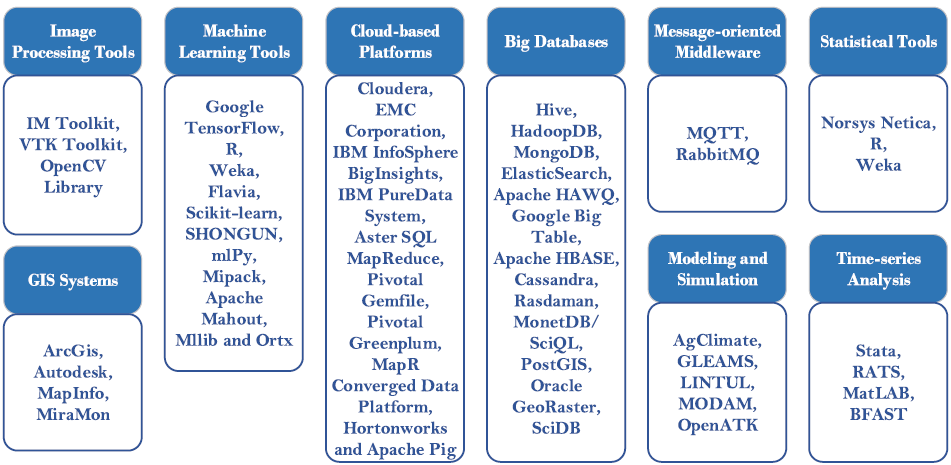 Image
Processing Tools
IM Toolkit,
VTK Toolkit,
OpenCV
Library
GIS Systems
ArcGis,
Autodesk,
MapInfo,
MiraMon
Machine
Learning Tools
Google
TensorFlow,
R,
Weka,
Flavia,
Scikit-learn,
SHONGUN,
mlPy,
Mipack,
Apache
Mahout,
Mllib and Ortx
Cloud-based
Platforms
Cloudera,
EMC
Corporation,
IBM InfoSphere
BigInsights,
IBM PureData
System,
Aster SQL
MapReduce,
Pivotal
Gemfile,
Pivotal
Greenplum,
MapR
Converged Data
Platform,
Hortonworks
and Apache Pig
Big Databases
Hive,
HadoopDB,
MongoDB,
ElasticSearch,
Apache HAWQ,
Google Big
Table,
Apache HBASE,
Cassandra,
Rasdaman,
MonetDB/
SciQL,
PostGIS,
Oracle
GeoRaster,
SciDB
Message-oriented
Middleware
MQTT,
RabbitMQ
Modeling and
Simulation
AgClimate,
GLEAMS,
LINTUL,
MODAM,
OpenATK
Statistical Tools
Norsys Netica,
R,
Weka
Time-series
Analysis
Stata,
RATS,
MatLAB,
BFAST